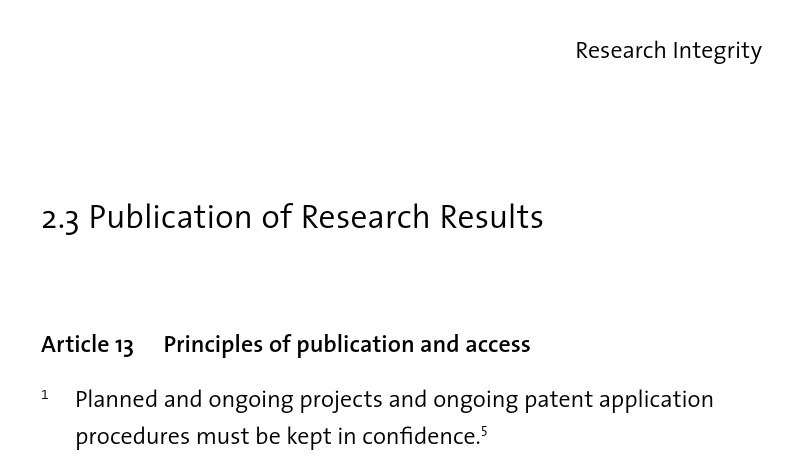 Research Integrity
2.3 Publication of Research Results
Article 13 Principles of publication and access
¹ Planned and ongoing projects and ongoing patent application
procedures must be kept in confidence.⁵